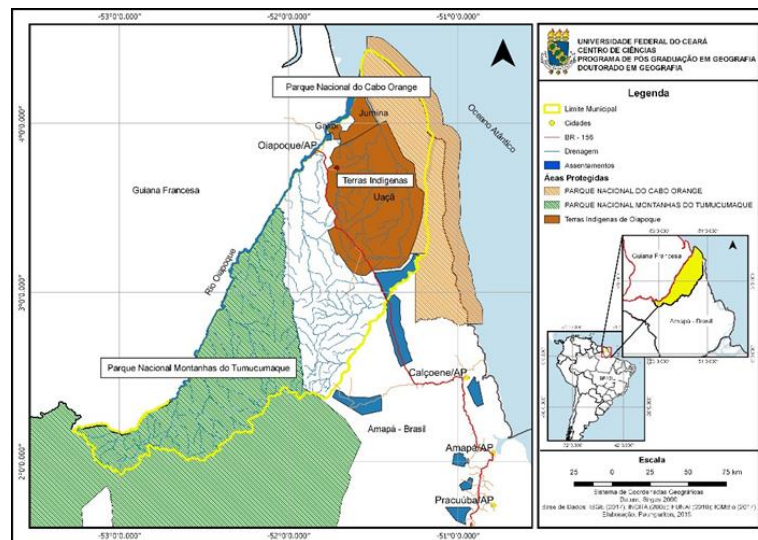 -53°0'0.000"
-52°0'0.000"
-51°0'0.000"
Parque Nacional do Cabo Orange
Jumina
4°0'0.000"
Oiapoque/AP
Oceano Atlântico
Guiana Francesa
Terras Indígenas
Uaçá
Rio Oiapoque
3°0'0.000"
Parque Nacional Montanhas do Tumucumaque
Calçoene/AP
Amapá - Brasil
Amapá/AP
2°0'0.000"
Pracuúba/AP
-53°0'0.000"
-52°0'0.000"
-51°0'0.000"
UNIVERSIDADE FEDERAL DO CEARÁ
CENTRO DE CIÊNCIAS
PROGRAMA DE PÓS GRADUAÇÃO EM GEOGRAFIA
DOUTORADO EM GEOGRAFIA
Legenda
Limite Municipal
Cidades
BR - 156
Drenagem
Assentamentos
PARQUE NACIONAL DO CABO ORANGE
PARQUE NACIONAL MONTANHAS DO TUMUCUMAQUE
Terras Indígenas de Oiapoque
Guiana Francesa
Amapá - Brasil
Escala
25 0 25 50 75 km
Sistema de Coordenadas Geográficas